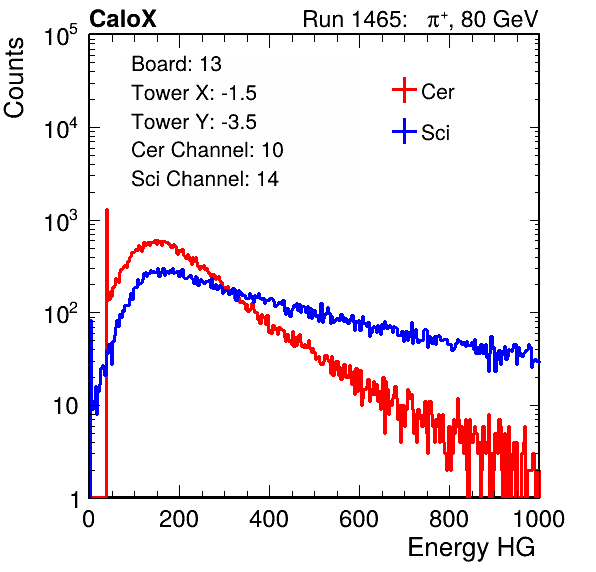 CaloX Run 1465: π⁺, 80 GeV
Counts
10⁵
10⁴
10³
10²
10
1
Board: 13
Tower X: -1.5
Tower Y: -3.5
Cer Channel: 10
Sci Channel: 14
Cer
Sci
0 200 400 600 800 1000
Energy HG